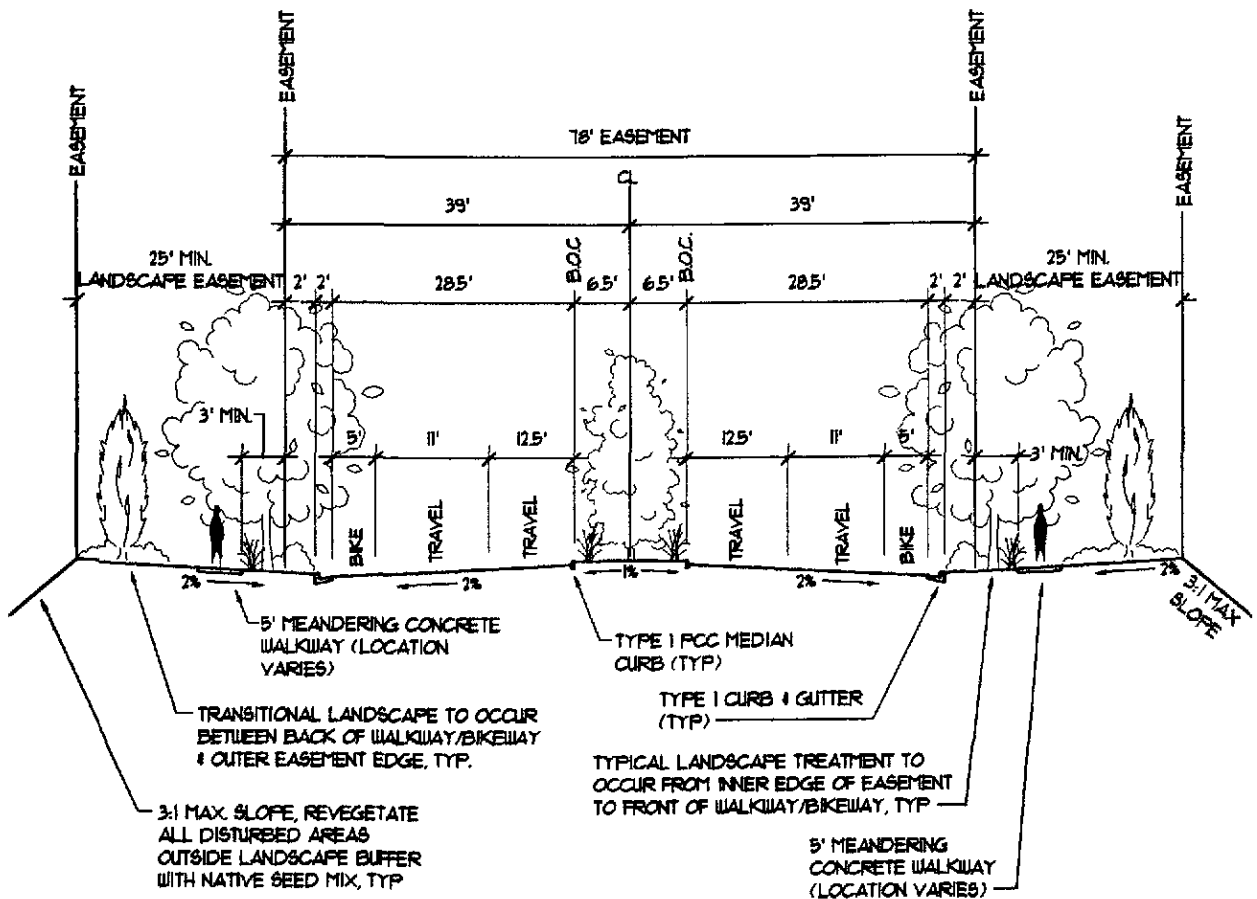 EASEMENT
EASEMENT
EASEMENT
EASEMENT
78' EASEMENT
CL
39'
39'
25' MIN.
LANDSCAPE EASEMENT
2'
2'
28.5'
B.O.C
6.5'
6.5'
B.O.C.
28.5'
2'
2'
25' MIN.
LANDSCAPE EASEMENT
3' MIN.
5'
11'
12.5'
12.5'
11'
5'
3' MIN.
BIKE
TRAVEL
TRAVEL
TRAVEL
TRAVEL
BIKE
2%
2%
1%
2%
2%
3:1 MAX
SLOPE
5' MEANDERING CONCRETE
WALKWAY (LOCATION
VARIES)
TYPE 1 PCC MEDIAN
CURB (TYP)
TYPE 1 CURB & GUTTER
(TYP)
TRANSITIONAL LANDSCAPE TO OCCUR
BETWEEN BACK OF WALKWAY/BIKEWAY
& OUTER EASEMENT EDGE, TYP.
TYPICAL LANDSCAPE TREATMENT TO
OCCUR FROM INNER EDGE OF EASEMENT
TO FRONT OF WALKWAY/BIKEWAY, TYP
3:1 MAX. SLOPE, REVEGETATE
ALL DISTURBED AREAS
OUTSIDE LANDSCAPE BUFFER
WITH NATIVE SEED MIX, TYP
5' MEANDERING
CONCRETE WALKWAY
(LOCATION VARIES)